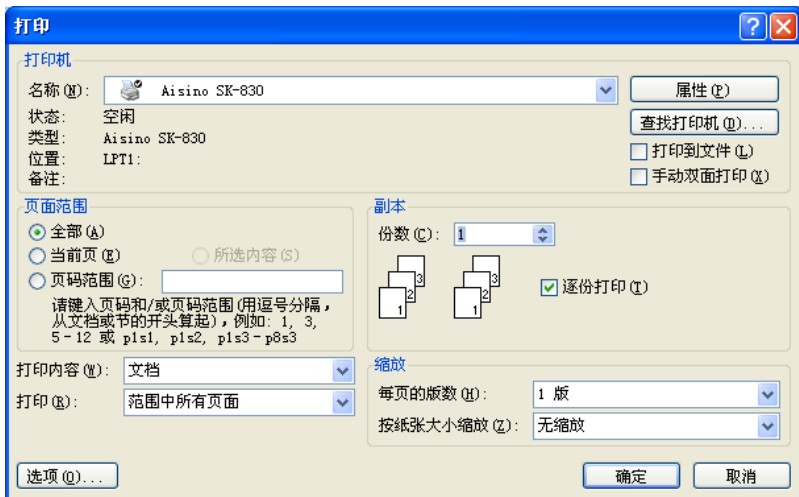 打印
打印机
名称(N): Aisino SK-830 属性(P)
状态: 空闲 查找打印机(D)...
类型: Aisino SK-830
位置: LPT1: 打印到文件(L)
备注: 手动双面打印(X)
页面范围
全部(A)
当前页(E) 所选内容(S)
页码范围(G):
请键入页码和/或页码范围(用逗号分隔，
从文档或节的开头算起)，例如: 1, 3,
5-12 或 p1s1, p1s2, p1s3-p8s3
副本
份数(C): 1
3 3
2 2
1 1
逐份打印(T)
打印内容(W): 文档
打印(R): 范围中所有页面
缩放
每页的版数(H): 1 版
按纸张大小缩放(Z): 无缩放
选项(O)... 确定 取消